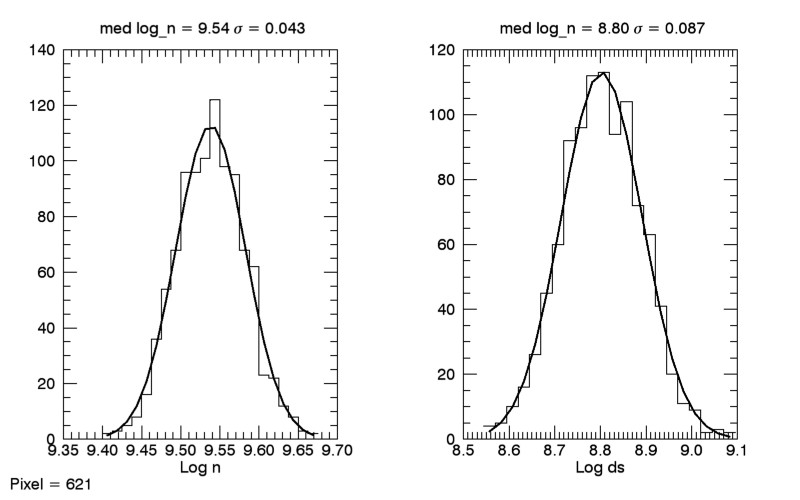 med log_n = 9.54 σ = 0.043
140
120
100
80
60
40
20
0
9.35 9.40 9.45 9.50 9.55 9.60 9.65 9.70
Log n
med log_n = 8.80 σ = 0.087
120
100
80
60
40
20
0
8.5 8.6 8.7 8.8 8.9 9.0 9.1
Log ds
Pixel = 621